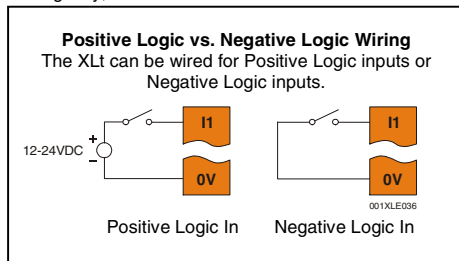 Positive Logic vs. Negative Logic Wiring
The XLt can be wired for Positive Logic inputs or
Negative Logic inputs.
I1
I1
+
12-24VDC
–
0V
0V
001XLE036
Positive Logic In
Negative Logic In